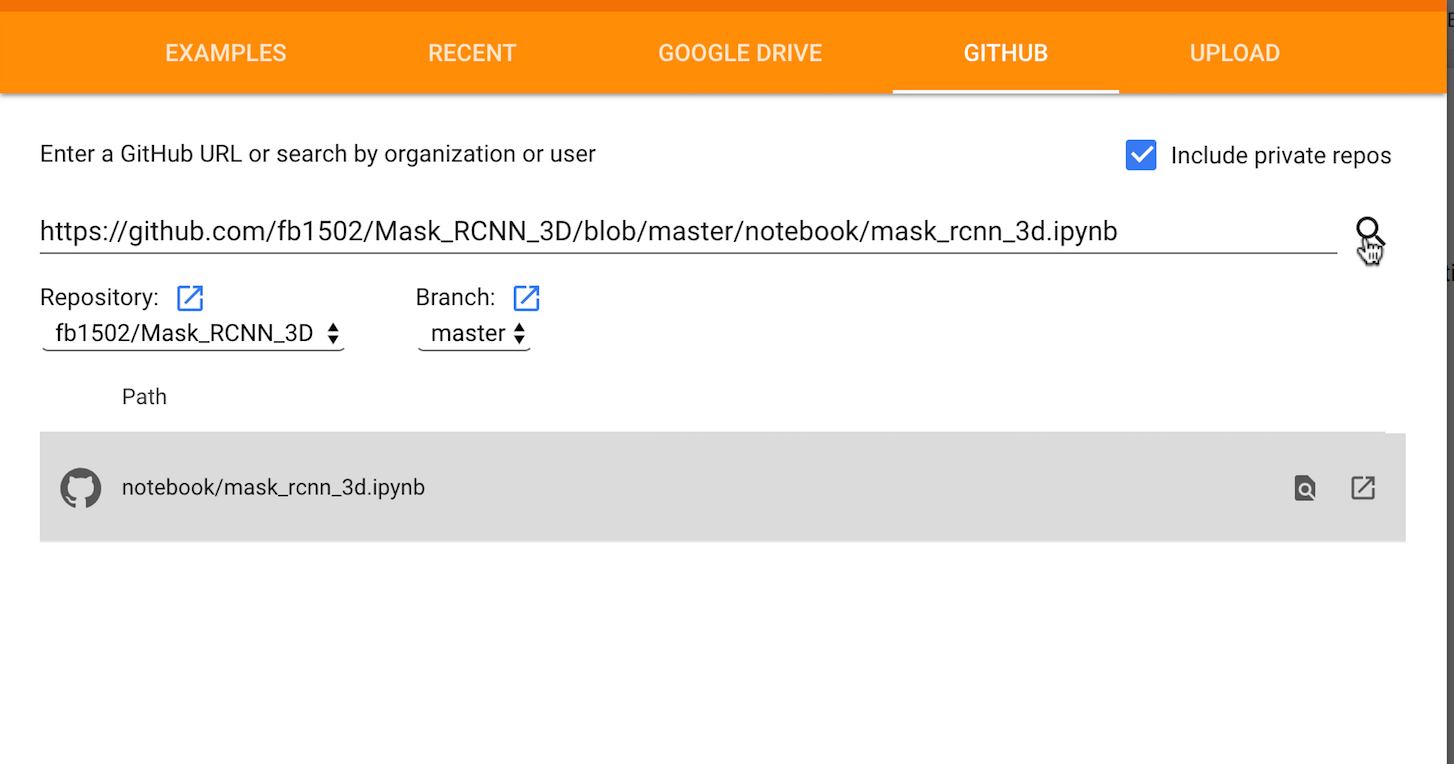 EXAMPLES RECENT GOOGLE DRIVE GITHUB UPLOAD
Enter a GitHub URL or search by organization or user Include private repos
https://github.com/fb1502/Mask_RCNN_3D/blob/master/notebook/mask_rcnn_3d.ipynb
Repository: Branch:
fb1502/Mask_RCNN_3D master
Path
notebook/mask_rcnn_3d.ipynb